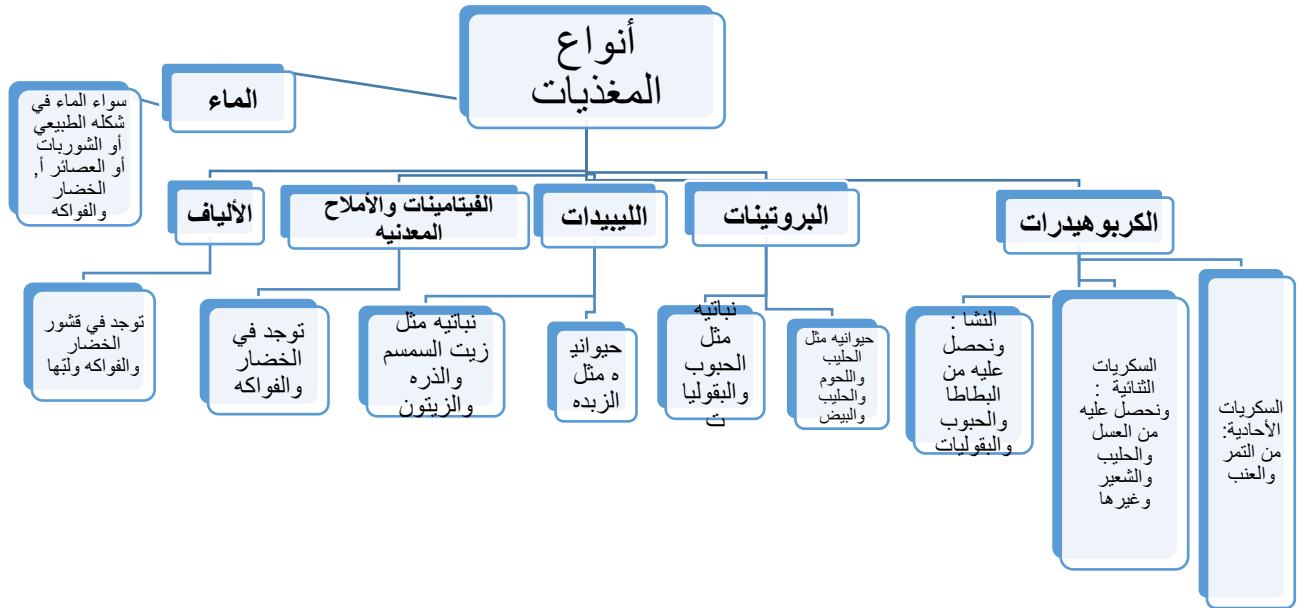 أنواع
المغذيات
الماء
سواء الماء في
شكله الطبيعي
أو الشوربات
أو العصائر أ,
الخضار
والفواكه
الكربوهيدرات
السكريات
الأحادية:
من التمر
والعنب
السكريات
الثنائية :
ونحصل عليه
من العسل
والحليب
والشعير
وغيرها
النشا :
ونحصل
عليه من
البطاطا
والحبوب
والبقوليات
البروتينات
حيوانيه مثل
الحليب
واللحوم
والحليب
والبيض
نباتيه
مثل
الحبوب
والبقوليا
ت
الليبيدات
حيواني
ه مثل
الزبده
نباتيه مثل
زيت السمسم
والذره
والزيتون
الفيتامينات والأملاح
المعدنيه
توجد في
الخضار
والفواكه
الألياف
توجد في قشور
الخضار
والفواكه ولبّها